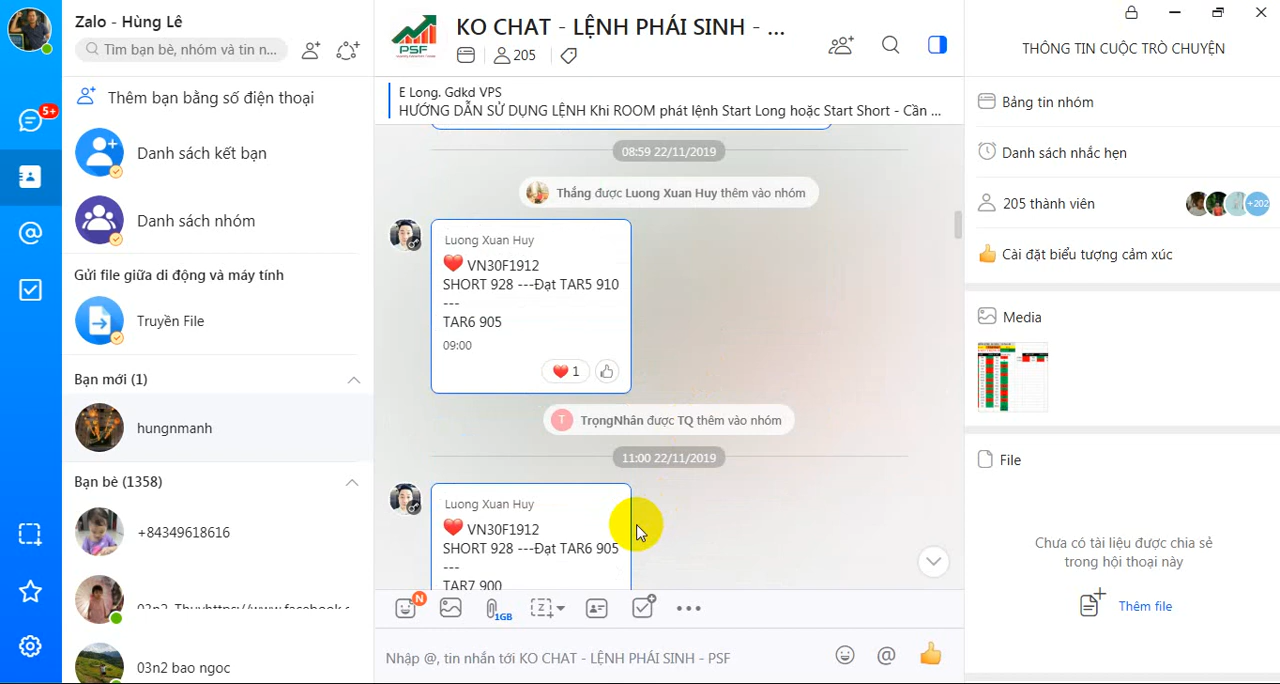 Zalo - Hùng Lê
Tìm bạn bè, nhóm và tin n...
5+
Thêm bạn bằng số điện thoại
Danh sách kết bạn
Danh sách nhóm
Gửi file giữa di động và máy tính
Truyền File
Bạn mới (1)
hungnmanh
Bạn bè (1358)
+84349618616
03n2 bao ngoc
PSF
KO CHAT - LỆNH PHÁI SINH - ...
205
E Long. Gdkd VPS
HƯỚNG DẪN SỬ DỤNG LỆNH Khi ROOM phát lệnh Start Long hoặc Start Short - Cần ...
08:59 22/11/2019
Thắng được Luong Xuan Huy thêm vào nhóm
Luong Xuan Huy
VN30F1912
SHORT 928 ---Đạt TAR5 910
---
TAR6 905
09:00
1
T TrọngNhân được TQ thêm vào nhóm
11:00 22/11/2019
Luong Xuan Huy
VN30F1912
SHORT 928 ---Đạt TAR6 905
---
TAR7 900
N
1GB
Nhập @, tin nhắn tới KO CHAT - LỆNH PHÁI SINH - PSF
THÔNG TIN CUỘC TRÒ CHUYỆN
Bảng tin nhóm
Danh sách nhắc hẹn
205 thành viên
+202
Cài đặt biểu tượng cảm xúc
Media
File
Chưa có tài liệu được chia sẻ
trong hội thoại này
Thêm file